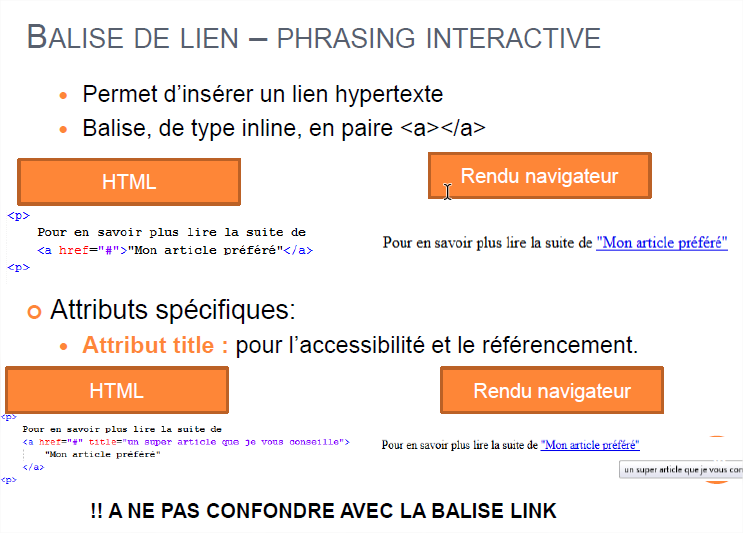 BALISE DE LIEN – PHRASING INTERACTIVE
Permet d'insérer un lien hypertexte
Balise, de type inline, en paire <a></a>
HTML
Rendu navigateur
<p>
Pour en savoir plus lire la suite de
<a href="#">"Mon article préféré"</a>
<p>
Pour en savoir plus lire la suite de "Mon article préféré"
Attributs spécifiques:
Attribut title : pour l'accessibilité et le référencement.
HTML
Rendu navigateur
<p>
Pour en savoir plus lire la suite de
<a href="#" title="un super article que je vous conseille">
"Mon article préféré"
</a>
<p>
Pour en savoir plus lire la suite de "Mon article préféré"
un super article que je vous con
!! A NE PAS CONFONDRE AVEC LA BALISE LINK